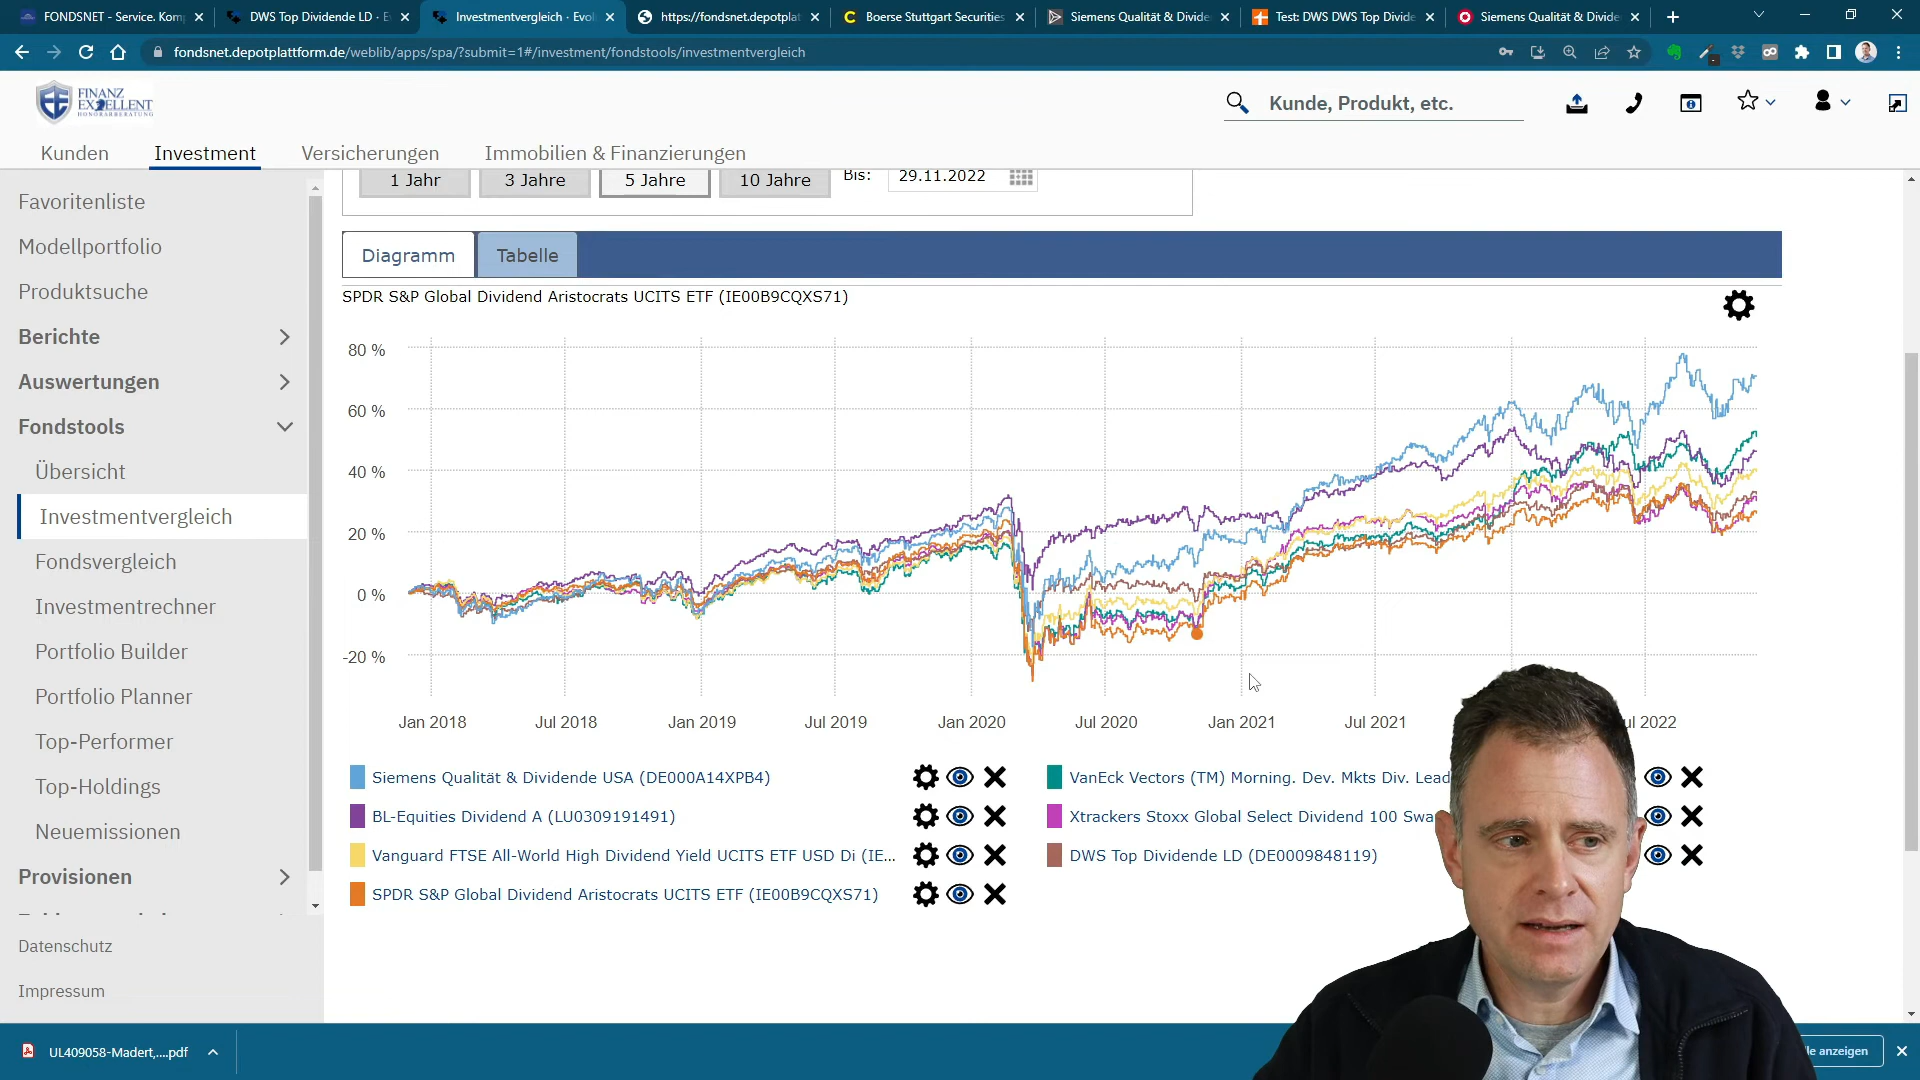 FONDSNET - Service. Kom
DWS Top Dividende LD · E
Investmentvergleich · Evol
https://fondsnet.depotplat
Boerse Stuttgart Securities
Siemens Qualität & Divide
Test: DWS DWS Top Divide
Siemens Qualität & Divide
fondsnet.depotplattform.de/weblib/apps/spa/?submit=1#/investment/fondstools/investmentvergleich
FINANZ
EXZELLENT
HONORARBERATUNG
Kunde, Produkt, etc.
Kunden
Investment
Versicherungen
Immobilien & Finanzierungen
Favoritenliste
Modellportfolio
Produktsuche
Berichte
Auswertungen
Fondstools
Übersicht
Investmentvergleich
Fondsvergleich
Investmentrechner
Portfolio Builder
Portfolio Planner
Top-Performer
Top-Holdings
Neuemissionen
Provisionen
Datenschutz
Impressum
1 Jahr
3 Jahre
5 Jahre
10 Jahre
Bis:
29.11.2022
Diagramm
Tabelle
SPDR S&P Global Dividend Aristocrats UCITS ETF (IE00B9CQXS71)
80 %
60 %
40 %
20 %
0 %
-20 %
Jan 2018
Jul 2018
Jan 2019
Jul 2019
Jan 2020
Jul 2020
Jan 2021
Jul 2021
ul 2022
Siemens Qualität & Dividende USA (DE000A14XPB4)
VanEck Vectors (TM) Morning. Dev. Mkts Div. Lead
BL-Equities Dividend A (LU0309191491)
Xtrackers Stoxx Global Select Dividend 100 Swa
Vanguard FTSE All-World High Dividend Yield UCITS ETF USD Di (IE...
DWS Top Dividende LD (DE0009848119)
SPDR S&P Global Dividend Aristocrats UCITS ETF (IE00B9CQXS71)
UL409058-Madert,....pdf
le anzeigen